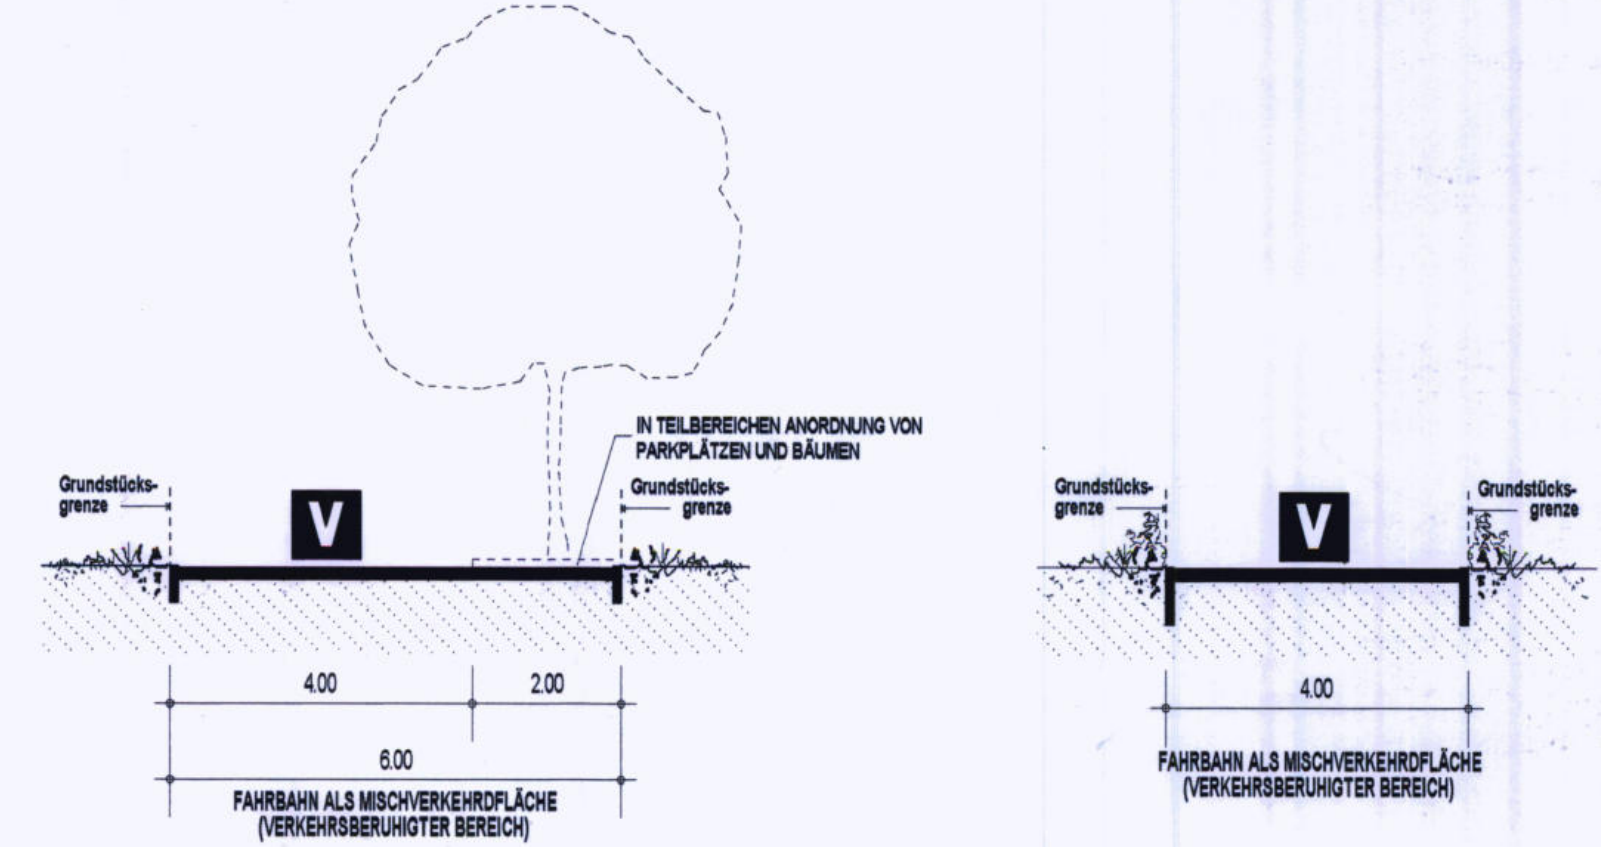 IN TEILBEREICHEN ANORDNUNG VON
PARKPLÄTZEN UND BÄUMEN
Grundstücks-
grenze
V
Grundstücks-
grenze
4.00
2.00
6.00
FAHRBAHN ALS MISCHVERKEHRDFLÄCHE
(VERKEHRSBERUHIGTER BEREICH)
Grundstücks-
grenze
V
Grundstücks-
grenze
4.00
FAHRBAHN ALS MISCHVERKEHRDFLÄCHE
(VERKEHRSBERUHIGTER BEREICH)